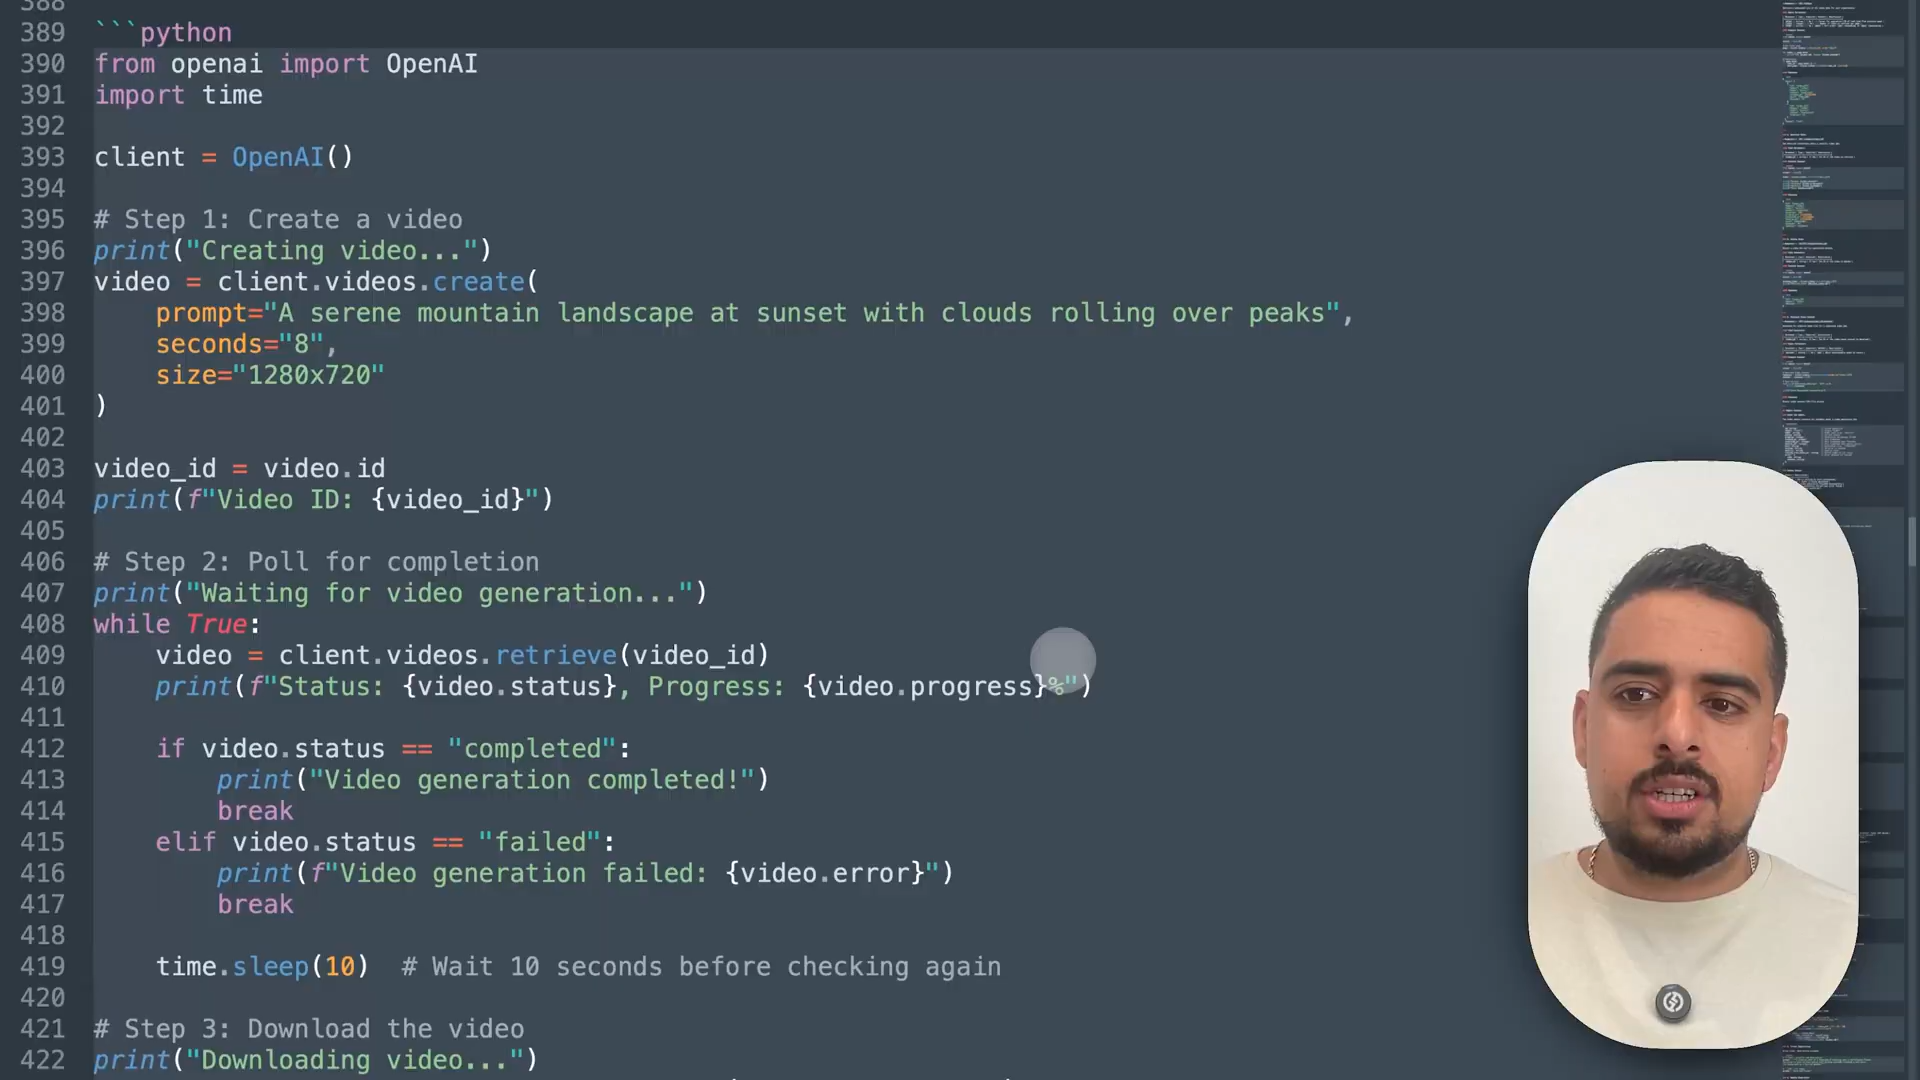 388
389 ```python
390 from openai import OpenAI
391 import time
392
393 client = OpenAI()
394
395 # Step 1: Create a video
396 print("Creating video...")
397 video = client.videos.create(
398     prompt="A serene mountain landscape at sunset with clouds rolling over peaks",
399     seconds="8",
400     size="1280x720"
401 )
402
403 video_id = video.id
404 print(f"Video ID: {video_id}")
405
406 # Step 2: Poll for completion
407 print("Waiting for video generation...")
408 while True:
409     video = client.videos.retrieve(video_id)
410     print(f"Status: {video.status}, Progress: {video.progress}%")
411
412     if video.status == "completed":
413         print("Video generation completed!")
414         break
415     elif video.status == "failed":
416         print(f"Video generation failed: {video.error}")
417         break
418
419     time.sleep(10)  # Wait 10 seconds before checking again
420
421 # Step 3: Download the video
422 print("Downloading video...")